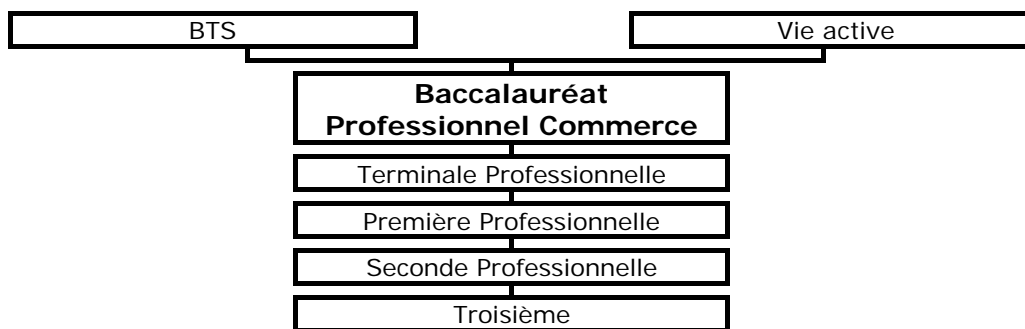 BTS
Vie active
Baccalauréat
Professionnel Commerce
Terminale Professionnelle
Première Professionnelle
Seconde Professionnelle
Troisième